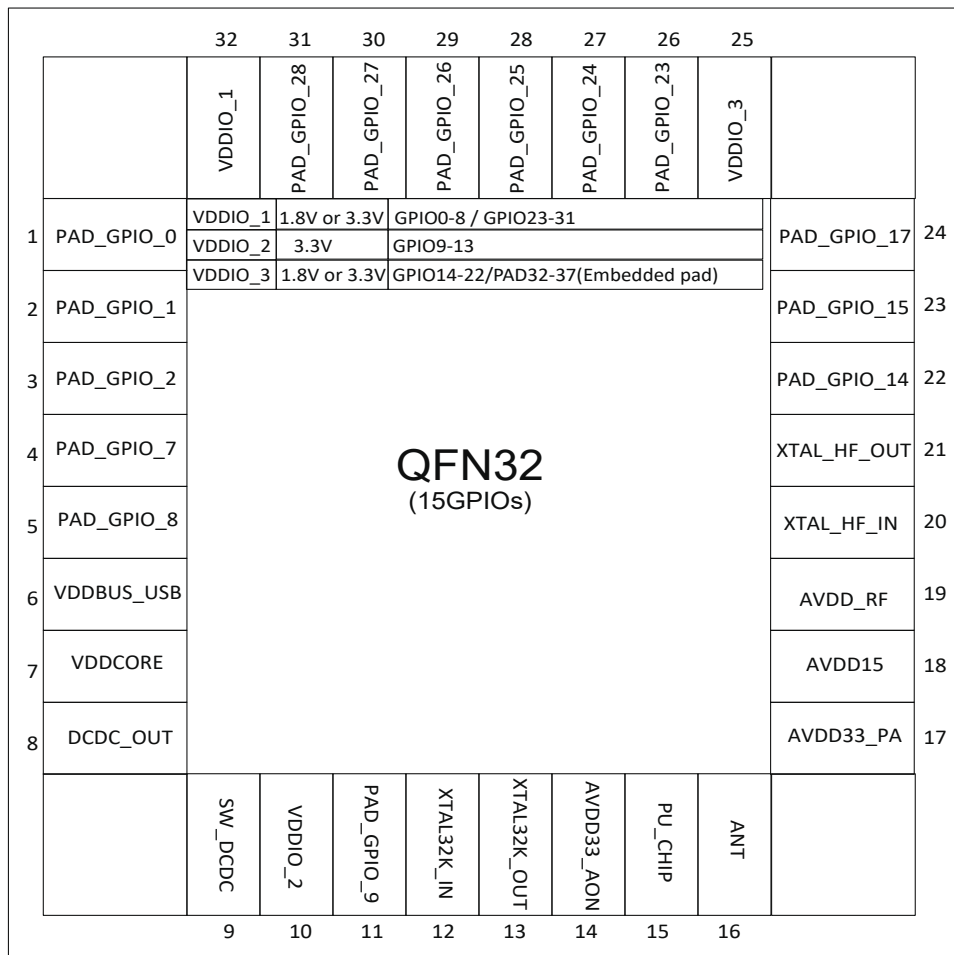 32 31 30 29 28 27 26 25
VDDIO_1
PAD_GPIO_28
PAD_GPIO_27
PAD_GPIO_26
PAD_GPIO_25
PAD_GPIO_24
PAD_GPIO_23
VDDIO_3
VDDIO_1 1.8V or 3.3V GPIO0-8 / GPIO23-31
VDDIO_2 3.3V GPIO9-13
VDDIO_3 1.8V or 3.3V GPIO14-22/PAD32-37(Embedded pad)
1 PAD_GPIO_0
2 PAD_GPIO_1
3 PAD_GPIO_2
4 PAD_GPIO_7
5 PAD_GPIO_8
6 VDDBUS_USB
7 VDDCORE
8 DCDC_OUT
QFN32
(15GPIOs)
PAD_GPIO_17 24
PAD_GPIO_15 23
PAD_GPIO_14 22
XTAL_HF_OUT 21
XTAL_HF_IN 20
AVDD_RF 19
AVDD15 18
AVDD33_PA 17
SW_DCDC
VDDIO_2
PAD_GPIO_9
XTAL32K_IN
XTAL32K_OUT
AVDD33_AON
PU_CHIP
ANT
9 10 11 12 13 14 15 16